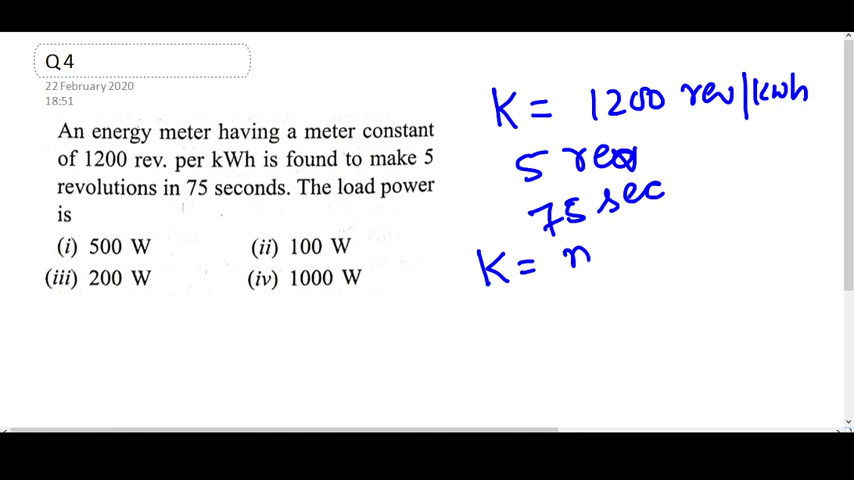 Q4
22 February 2020
18:51
An energy meter having a meter constant
of 1200 rev. per kWh is found to make 5
revolutions in 75 seconds. The load power
is
(i) 500 W (ii) 100 W
(iii) 200 W (iv) 1000 W
K = 1200 rev/kwh
5 rev
75 sec
K = n